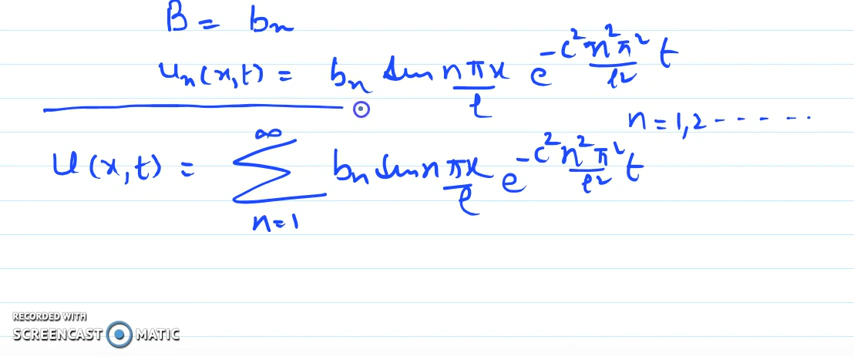 B = bn
un(x,t) = bn sin nπx/l e^-c²n²π²/l² t
n = 1,2 - - - - - -
u(x,t) = ∞ Σ n=1 bn sin nπx/l e^-c²n²π²/l² t
RECORDED WITH
SCREENCAST MATIC